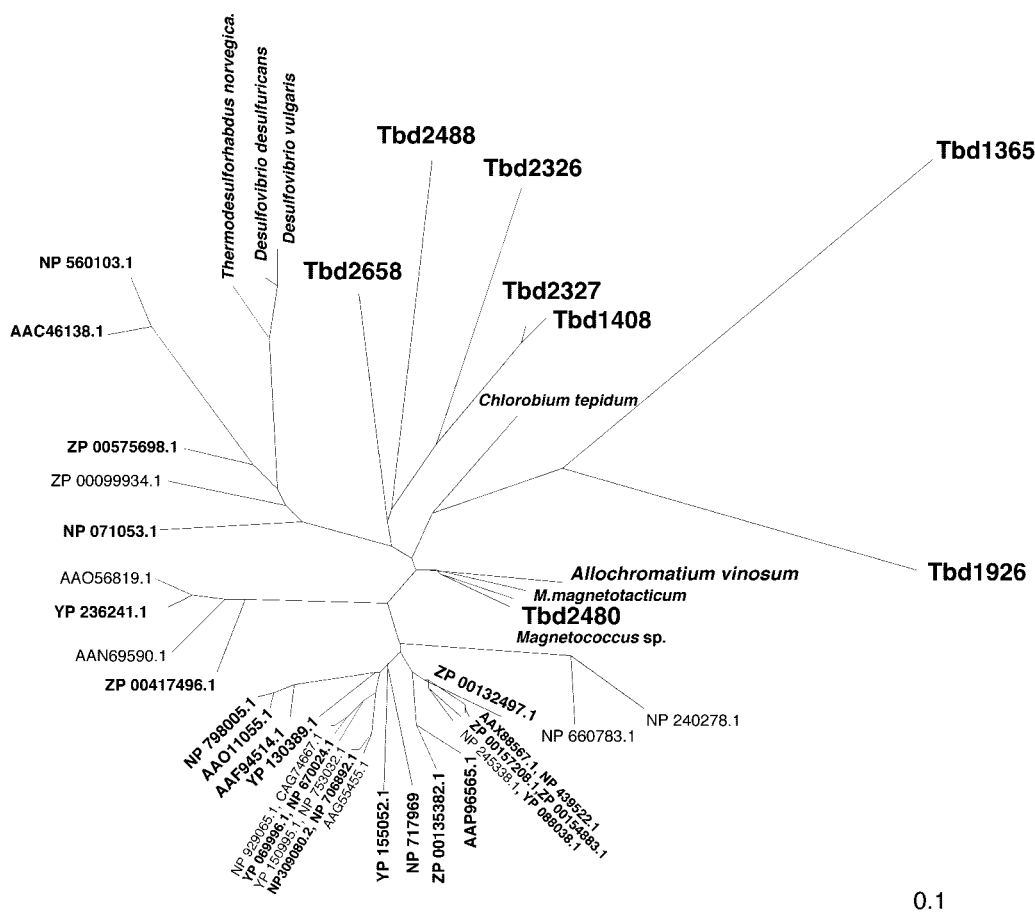 Thermodesulforhabdus norvegica.
Desulfovibrio desulfuricans
Desulfovibrio vulgaris
Tbd2488
Tbd2326
Tbd1365
NP 560103.1
Tbd2658
Tbd2327
Tbd1408
AAC46138.1
Chlorobium tepidum
ZP 00575698.1
ZP 00099934.1
NP 071053.1
AAO56819.1
Allochromatium vinosum
Tbd1926
M.magnetotacticum
YP 236241.1
Tbd2480
Magnetococcus sp.
AAN69590.1
ZP 00417496.1
NP 240278.1
NP 660783.1
NP 798005.1
AAO11055.1
AAF94514.1
YP 130389.1
NP 929065.1, CAG74667.1
YP 069996.1, NP 670024.1
YP 150995.1, NP 753032.1
NP309080.2, NP 706892.1
AAG55455.1
YP 155052.1
NP 717969
ZP 00135382.1
AAP96565.1
ZP 00132497.1
AAX88567.1, NP 439522.1
ZP 00157208.1,ZP 00154883.1
NP 245338.1, YP 088038.1
0.1